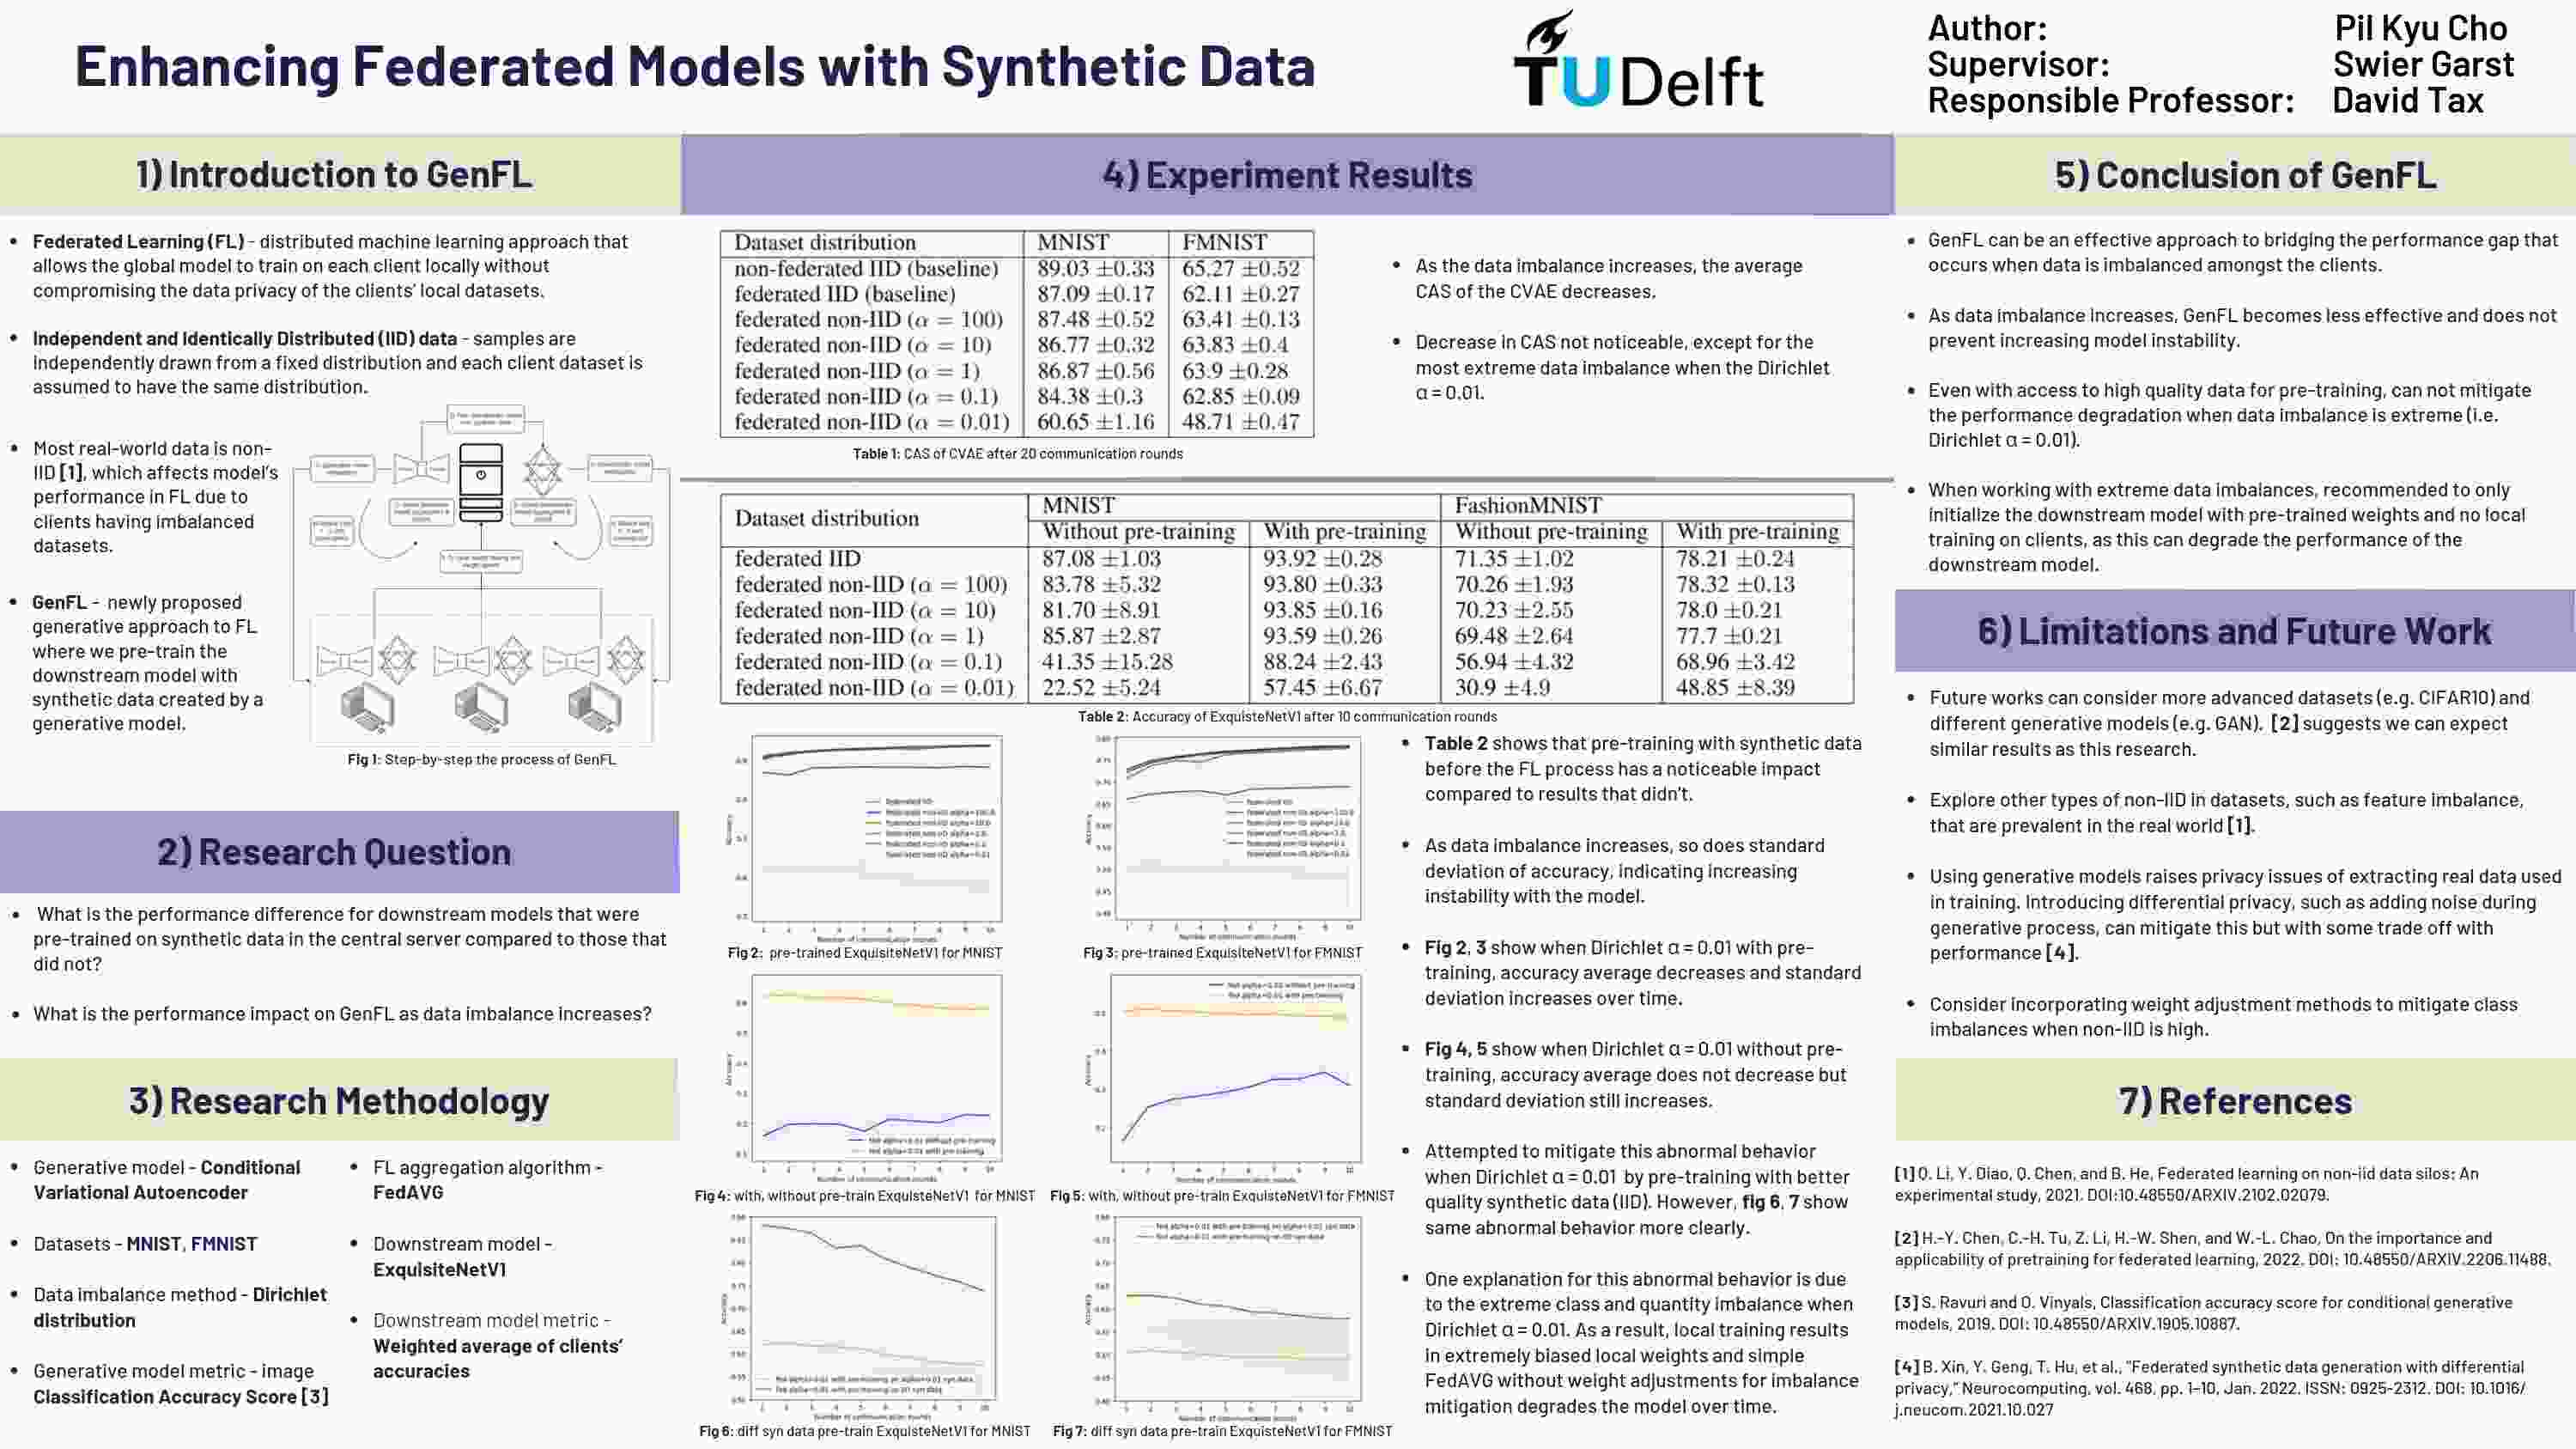 Enhancing Federated Models with Synthetic Data
TU Delft
Author: Pil Kyu Cho
Supervisor: Swier Garst
Responsible Professor: David Tax
1) Introduction to GenFL
• Federated Learning (FL) - distributed machine learning approach that
allows the global model to train on each client locally without
compromising the data privacy of the clients' local datasets.
• Independent and Identically Distributed (IID) data - samples are
independently drawn from a fixed distribution and each client dataset is
assumed to have the same distribution.
• Most real-world data is non-
IID [1], which affects model's
performance in FL due to
clients having imbalanced
datasets.
• GenFL - newly proposed
generative approach to FL
where we pre-train the
downstream model with
synthetic data created by a
generative model.
Fig 1: Step-by-step the process of GenFL
2) Research Question
• What is the performance difference for downstream models that were
pre-trained on synthetic data in the central server compared to those that
did not?
• What is the performance impact on GenFL as data imbalance increases?
3) Research Methodology
• Generative model - Conditional
Variational Autoencoder
• Datasets - MNIST, FMNIST
• Data imbalance method - Dirichlet
distribution
• Generative model metric - image
Classification Accuracy Score [3]
• FL aggregation algorithm -
FedAVG
• Downstream model -
ExquisiteNetV1
• Downstream model metric -
Weighted average of clients'
accuracies
4) Experiment Results
Dataset distribution MNIST FMNIST
non-federated IID (baseline) 89.03 ±0.33 65.27 ±0.52
federated IID (baseline) 87.09 ±0.17 62.11 ±0.27
federated non-IID (α = 100) 87.48 ±0.52 63.41 ±0.13
federated non-IID (α = 10) 86.77 ±0.32 63.83 ±0.4
federated non-IID (α = 1) 86.87 ±0.56 63.9 ±0.28
federated non-IID (α = 0.1) 84.38 ±0.3 62.85 ±0.09
federated non-IID (α = 0.01) 60.65 ±1.16 48.71 ±0.47
Table 1: CAS of CVAE after 20 communication rounds
• As the data imbalance increases, the average
CAS of the CVAE decreases.
• Decrease in CAS not noticeable, except for the
most extreme data imbalance when the Dirichlet
α = 0.01.
Dataset distribution MNIST FashionMNIST
Without pre-training With pre-training Without pre-training With pre-training
federated IID 87.08 ±1.03 93.92 ±0.28 71.35 ±1.02 78.21 ±0.24
federated non-IID (α = 100) 83.78 ±5.32 93.80 ±0.33 70.26 ±1.93 78.32 ±0.13
federated non-IID (α = 10) 81.70 ±8.91 93.85 ±0.16 70.23 ±2.55 78.0 ±0.21
federated non-IID (α = 1) 85.87 ±2.87 93.59 ±0.26 69.48 ±2.64 77.7 ±0.21
federated non-IID (α = 0.1) 41.35 ±15.28 88.24 ±2.43 56.94 ±4.32 68.96 ±3.42
federated non-IID (α = 0.01) 22.52 ±5.24 57.45 ±6.67 30.9 ±4.9 48.85 ±8.39
Table 2: Accuracy of ExquisteNetV1 after 10 communication rounds
Fig 2: pre-trained ExquisiteNetV1 for MNIST
Fig 3: pre-trained ExquisteNetV1 for FMNIST
Fig 4: with, without pre-train ExquisteNetV1 for MNIST
Fig 5: with, without pre-train ExquisteNetV1 for FMNIST
Fig 6: diff syn data pre-train ExquisteNetV1 for MNIST
Fig 7: diff syn data pre-train ExquisteNetV1 for FMNIST
• Table 2 shows that pre-training with synthetic data
before the FL process has a noticeable impact
compared to results that didn't.
• As data imbalance increases, so does standard
deviation of accuracy, indicating increasing
instability with the model.
• Fig 2, 3 show when Dirichlet α = 0.01 with pre-
training, accuracy average decreases and standard
deviation increases over time.
• Fig 4, 5 show when Dirichlet α = 0.01 without pre-
training, accuracy average does not decrease but
standard deviation still increases.
• Attempted to mitigate this abnormal behavior
when Dirichlet α = 0.01 by pre-training with better
quality synthetic data (IID). However, fig 6, 7 show
same abnormal behavior more clearly.
• One explanation for this abnormal behavior is due
to the extreme class and quantity imbalance when
Dirichlet α = 0.01. As a result, local training results
in extremely biased local weights and simple
FedAVG without weight adjustments for imbalance
mitigation degrades the model over time.
5) Conclusion of GenFL
• GenFL can be an effective approach to bridging the performance gap that
occurs when data is imbalanced amongst the clients.
• As data imbalance increases, GenFL becomes less effective and does not
prevent increasing model instability.
• Even with access to high quality data for pre-training, can not mitigate
the performance degradation when data imbalance is extreme (i.e.
Dirichlet α = 0.01).
• When working with extreme data imbalances, recommended to only
initialize the downstream model with pre-trained weights and no local
training on clients, as this can degrade the performance of the
downstream model.
6) Limitations and Future Work
• Future works can consider more advanced datasets (e.g. CIFAR10) and
different generative models (e.g. GAN). [2] suggests we can expect
similar results as this research.
• Explore other types of non-IID in datasets, such as feature imbalance,
that are prevalent in the real world [1].
• Using generative models raises privacy issues of extracting real data used
in training. Introducing differential privacy, such as adding noise during
generative process, can mitigate this but with some trade off with
performance [4].
• Consider incorporating weight adjustment methods to mitigate class
imbalances when non-IID is high.
7) References
[1] Q. Li, Y. Diao, Q. Chen, and B. He, Federated learning on non-iid data silos: An
experimental study, 2021. DOI:10.48550/ARXIV.2102.02079.
[2] H.-Y. Chen, C.-H. Tu, Z. Li, H.-W. Shen, and W.-L. Chao, On the importance and
applicability of pretraining for federated learning, 2022. DOI: 10.48550/ARXIV.2206.11488.
[3] S. Ravuri and O. Vinyals, Classification accuracy score for conditional generative
models, 2019. DOI: 10.48550/ARXIV.1905.10887.
[4] B. Xin, Y. Geng, T. Hu, et al., "Federated synthetic data generation with differential
privacy," Neurocomputing, vol. 468, pp. 1-10, Jan. 2022. ISSN: 0925-2312. DOI: 10.1016/
j.neucom.2021.10.027